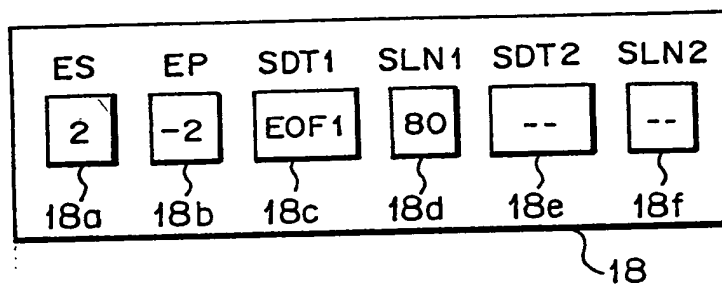 ES EP SDT1 SLN1 SDT2 SLN2
2 -2 EOF1 80 -- --
18a 18b 18c 18d 18e 18f
18